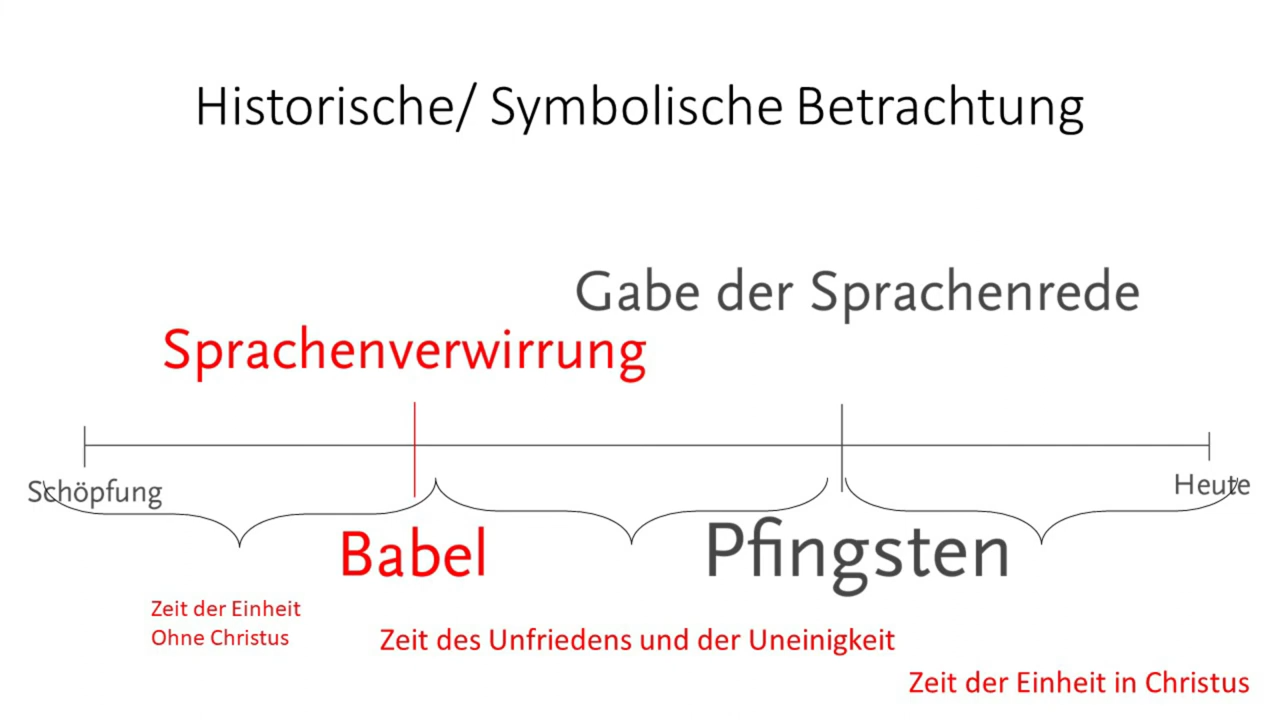 Historische/ Symbolische Betrachtung
Gabe der Sprachenrede
Sprachenverwirrung
Schöpfung
Heute
Babel
Pfingsten
Zeit der Einheit
Ohne Christus
Zeit des Unfriedens und der Uneinigkeit
Zeit der Einheit in Christus